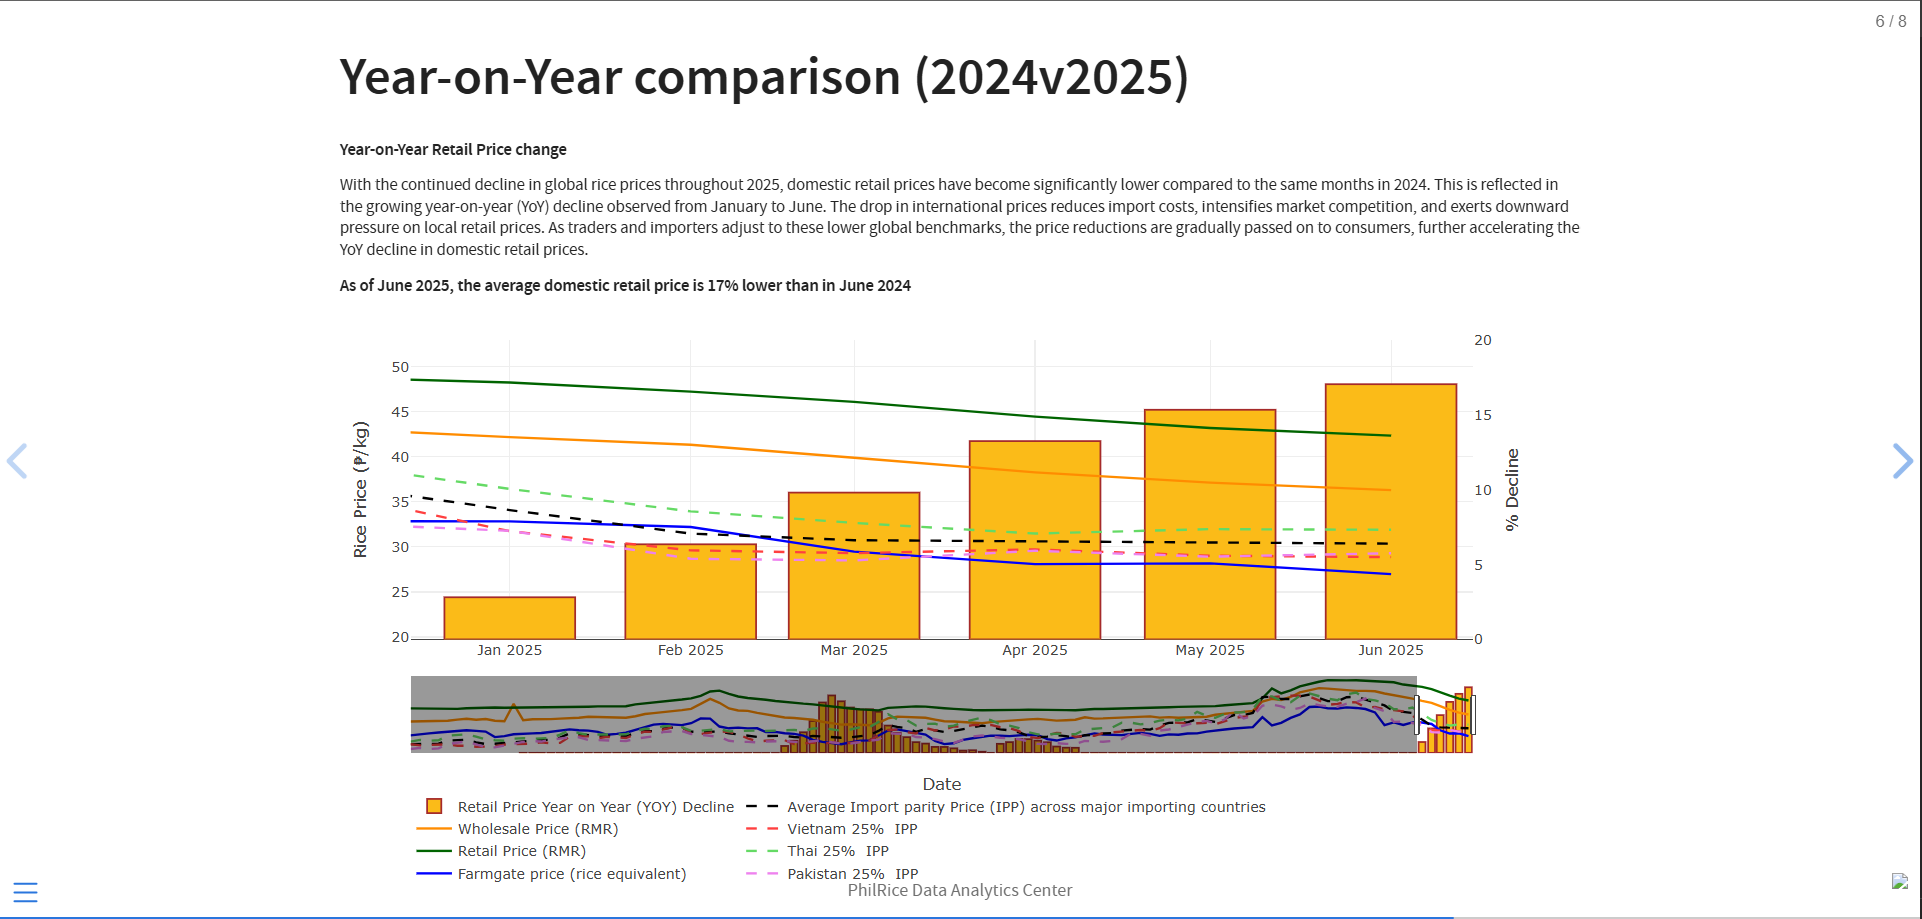 6 / 8
Year-on-Year comparison (2024v2025)
Year-on-Year Retail Price change
With the continued decline in global rice prices throughout 2025, domestic retail prices have become significantly lower compared to the same months in 2024. This is reflected in
the growing year-on-year (YoY) decline observed from January to June. The drop in international prices reduces import costs, intensifies market competition, and exerts downward
pressure on local retail prices. As traders and importers adjust to these lower global benchmarks, the price reductions are gradually passed on to consumers, further accelerating the
YoY decline in domestic retail prices.
As of June 2025, the average domestic retail price is 17% lower than in June 2024
Rice Price (₱/kg)
50
45
40
35
30
25
20
20
15
10
5
0
% Decline
Jan 2025 Feb 2025 Mar 2025 Apr 2025 May 2025 Jun 2025
Date
Retail Price Year on Year (YOY) Decline
Wholesale Price (RMR)
Retail Price (RMR)
Farmgate price (rice equivalent)
Average Import parity Price (IPP) across major importing countries
Vietnam 25% IPP
Thai 25% IPP
Pakistan 25% IPP
PhilRice Data Analytics Center